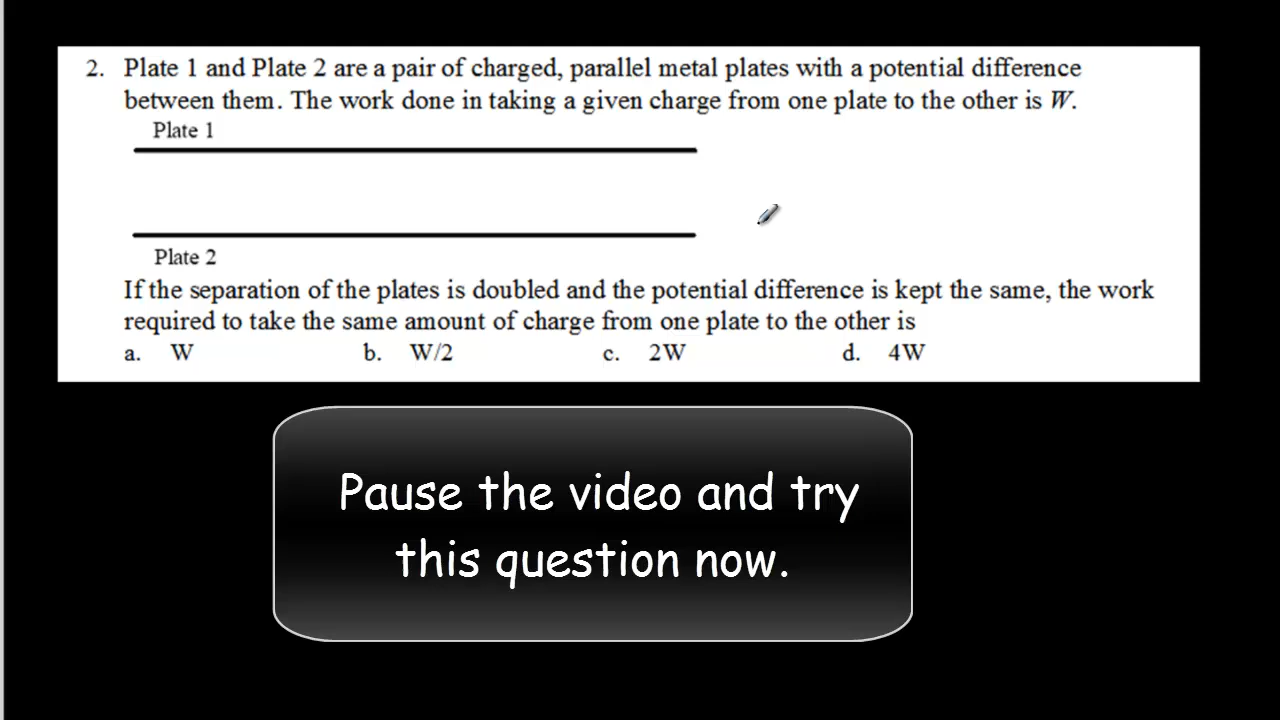 2. Plate 1 and Plate 2 are a pair of charged, parallel metal plates with a potential difference
between them. The work done in taking a given charge from one plate to the other is W.
Plate 1
Plate 2
If the separation of the plates is doubled and the potential difference is kept the same, the work
required to take the same amount of charge from one plate to the other is
a. W b. W/2 c. 2W d. 4W
Pause the video and try
this question now.